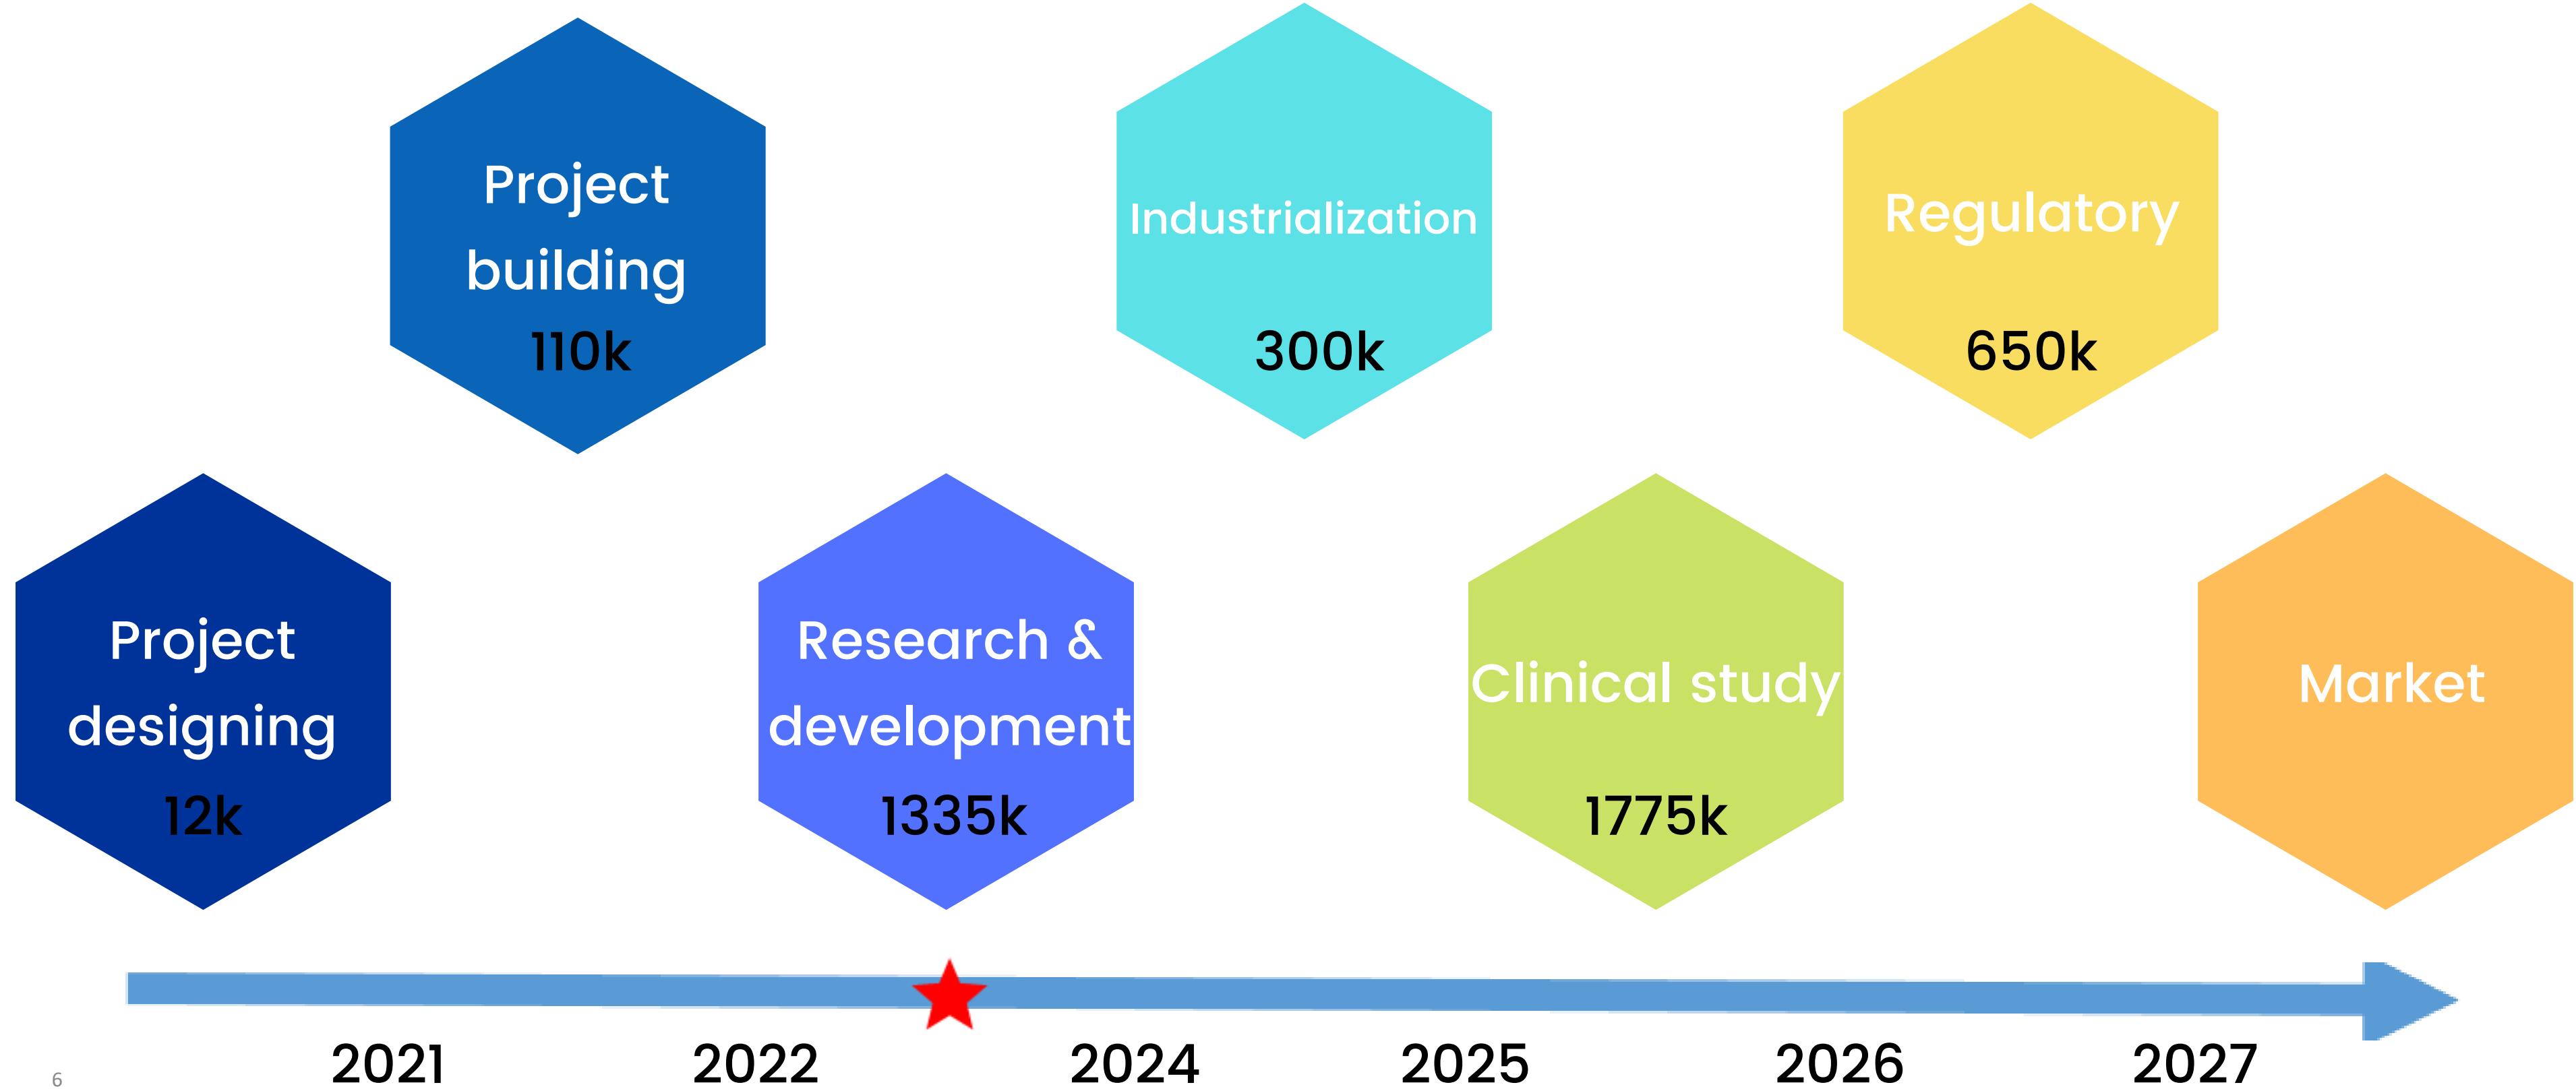 Project
building
110k
Industrialization
300k
Regulatory
650k
Project
designing
12k
Research &
development
1335k
Clinical study
1775k
Market
2021
2022
2024
2025
2026
2027
6